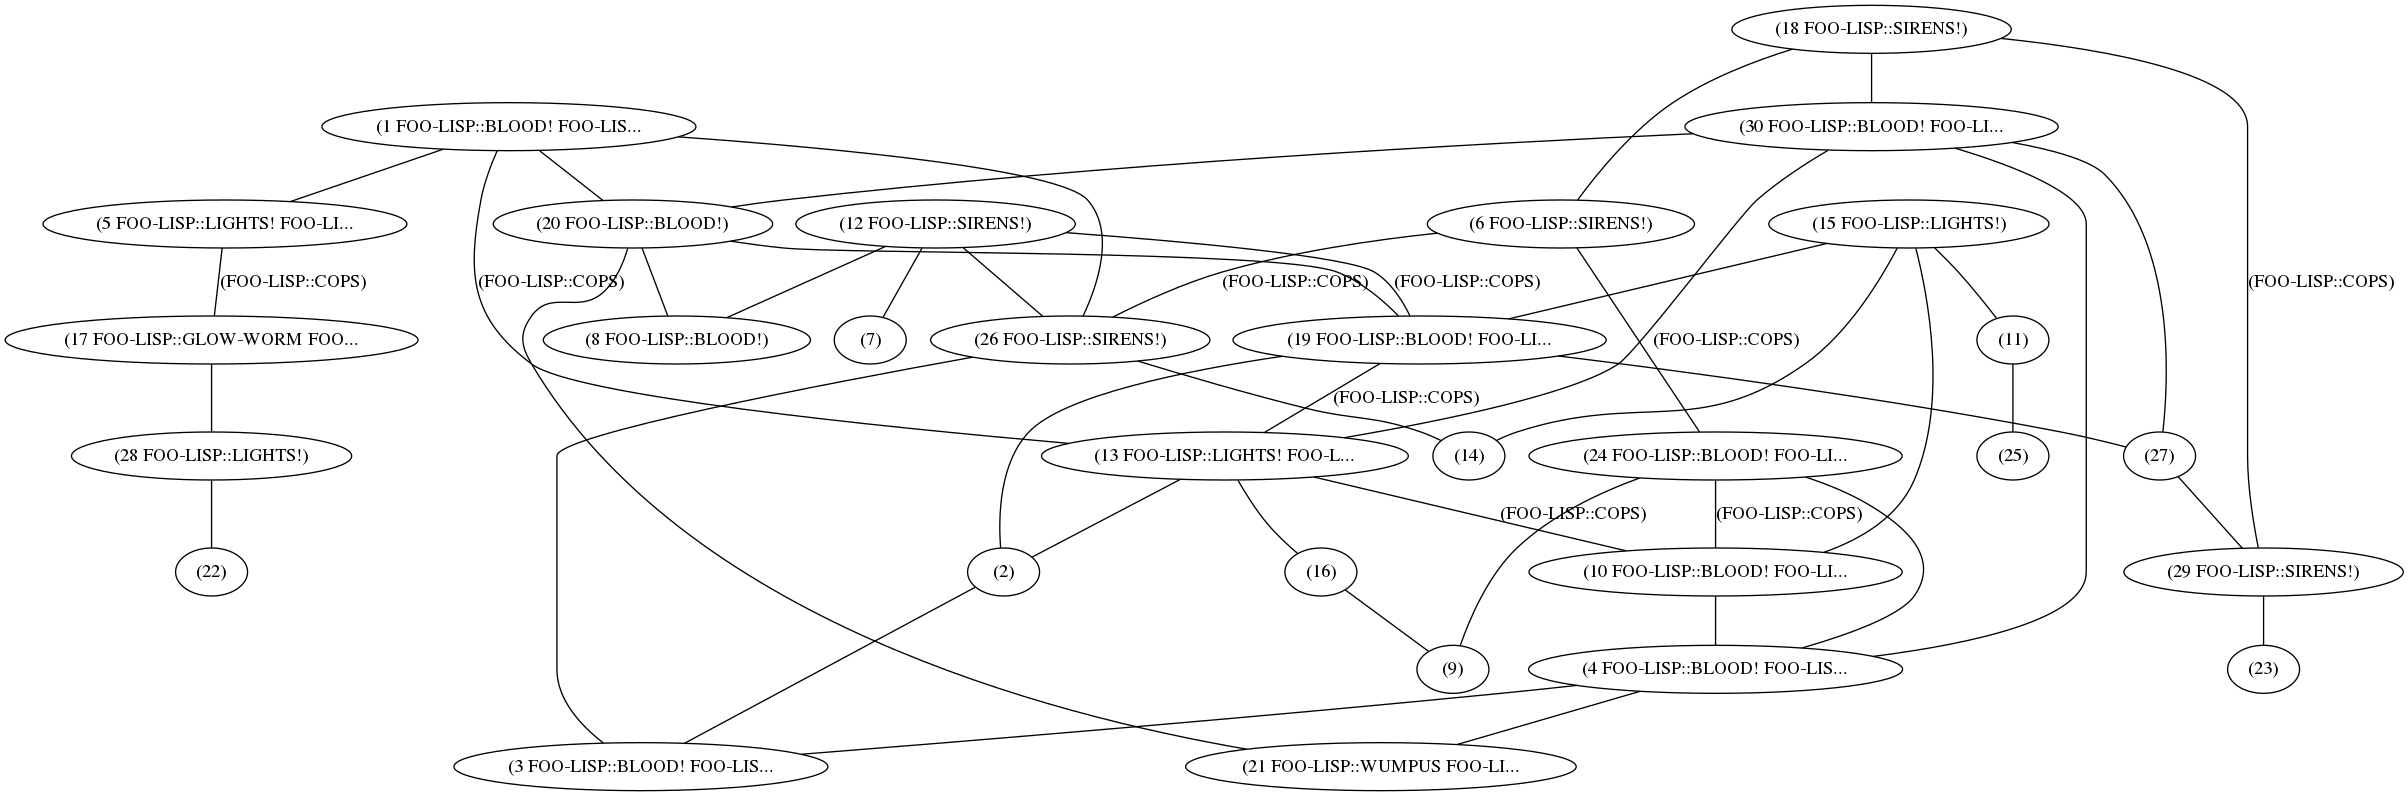 (18 FOO-LISP::SIRENS!)
(1 FOO-LISP::BLOOD! FOO-LIS...
(30 FOO-LISP::BLOOD! FOO-LI...
(5 FOO-LISP::LIGHTS! FOO-LI...
(20 FOO-LISP::BLOOD!)
(12 FOO-LISP::SIRENS!)
(6 FOO-LISP::SIRENS!)
(15 FOO-LISP::LIGHTS!)
(FOO-LISP::COPS)
(FOO-LISP::COPS)
(FOO-LISP::COPS)
(FOO-LISP::COPS)
(FOO-LISP::COPS)
(17 FOO-LISP::GLOW-WORM FOO...
(8 FOO-LISP::BLOOD!)
(7)
(26 FOO-LISP::SIRENS!)
(19 FOO-LISP::BLOOD! FOO-LI...
(FOO-LISP::COPS)
(11)
(FOO-LISP::COPS)
(28 FOO-LISP::LIGHTS!)
(13 FOO-LISP::LIGHTS! FOO-L...
(14)
(24 FOO-LISP::BLOOD! FOO-LI...
(25)
(27)
(FOO-LISP::COPS)
(FOO-LISP::COPS)
(22)
(2)
(16)
(10 FOO-LISP::BLOOD! FOO-LI...
(29 FOO-LISP::SIRENS!)
(9)
(4 FOO-LISP::BLOOD! FOO-LIS...
(23)
(3 FOO-LISP::BLOOD! FOO-LIS...
(21 FOO-LISP::WUMPUS FOO-LI...